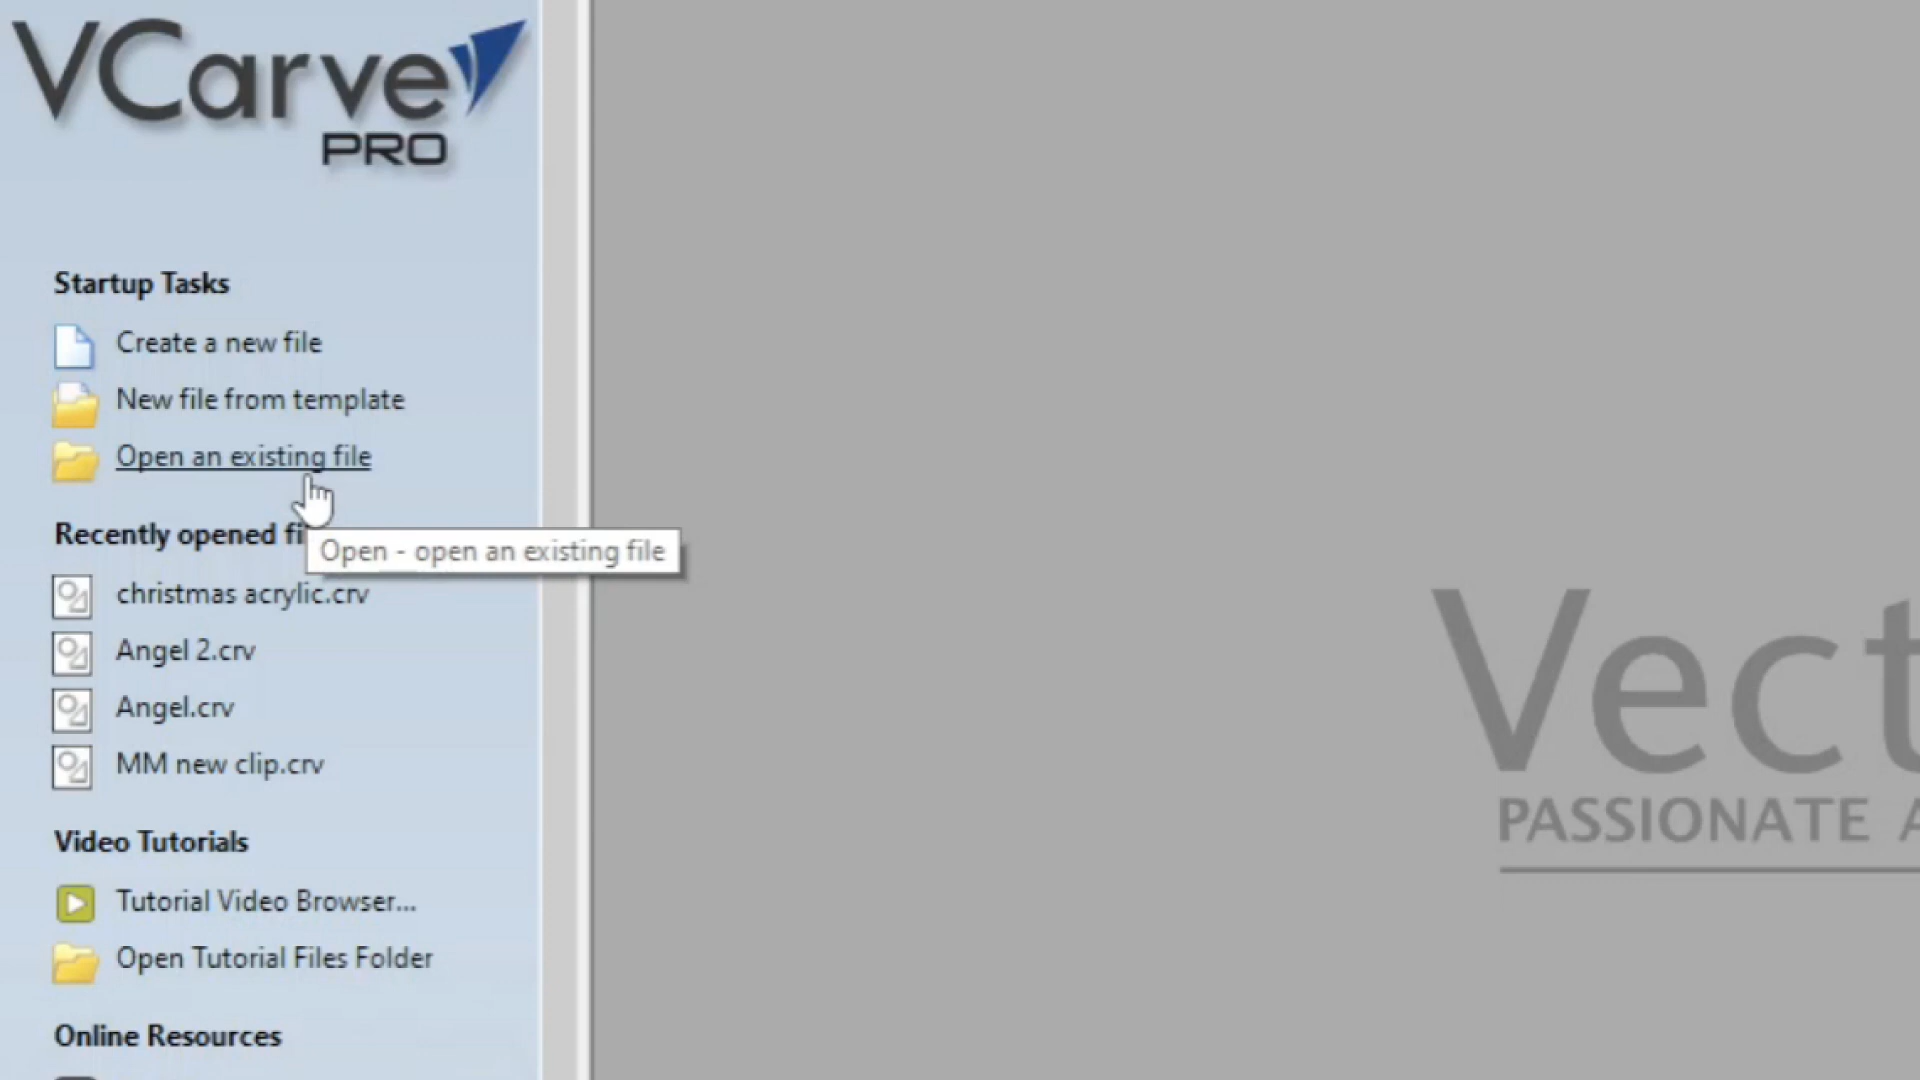 VCarve
PRO
Startup Tasks
Create a new file
New file from template
Open an existing file
Recently opened
Open - open an existing file
christmas acrylic.crv
Angel 2.crv
Angel.crv
MM new clip.crv
Video Tutorials
Tutorial Video Browser...
Open Tutorial Files Folder
Online Resources
Vect
PASSIONATE A